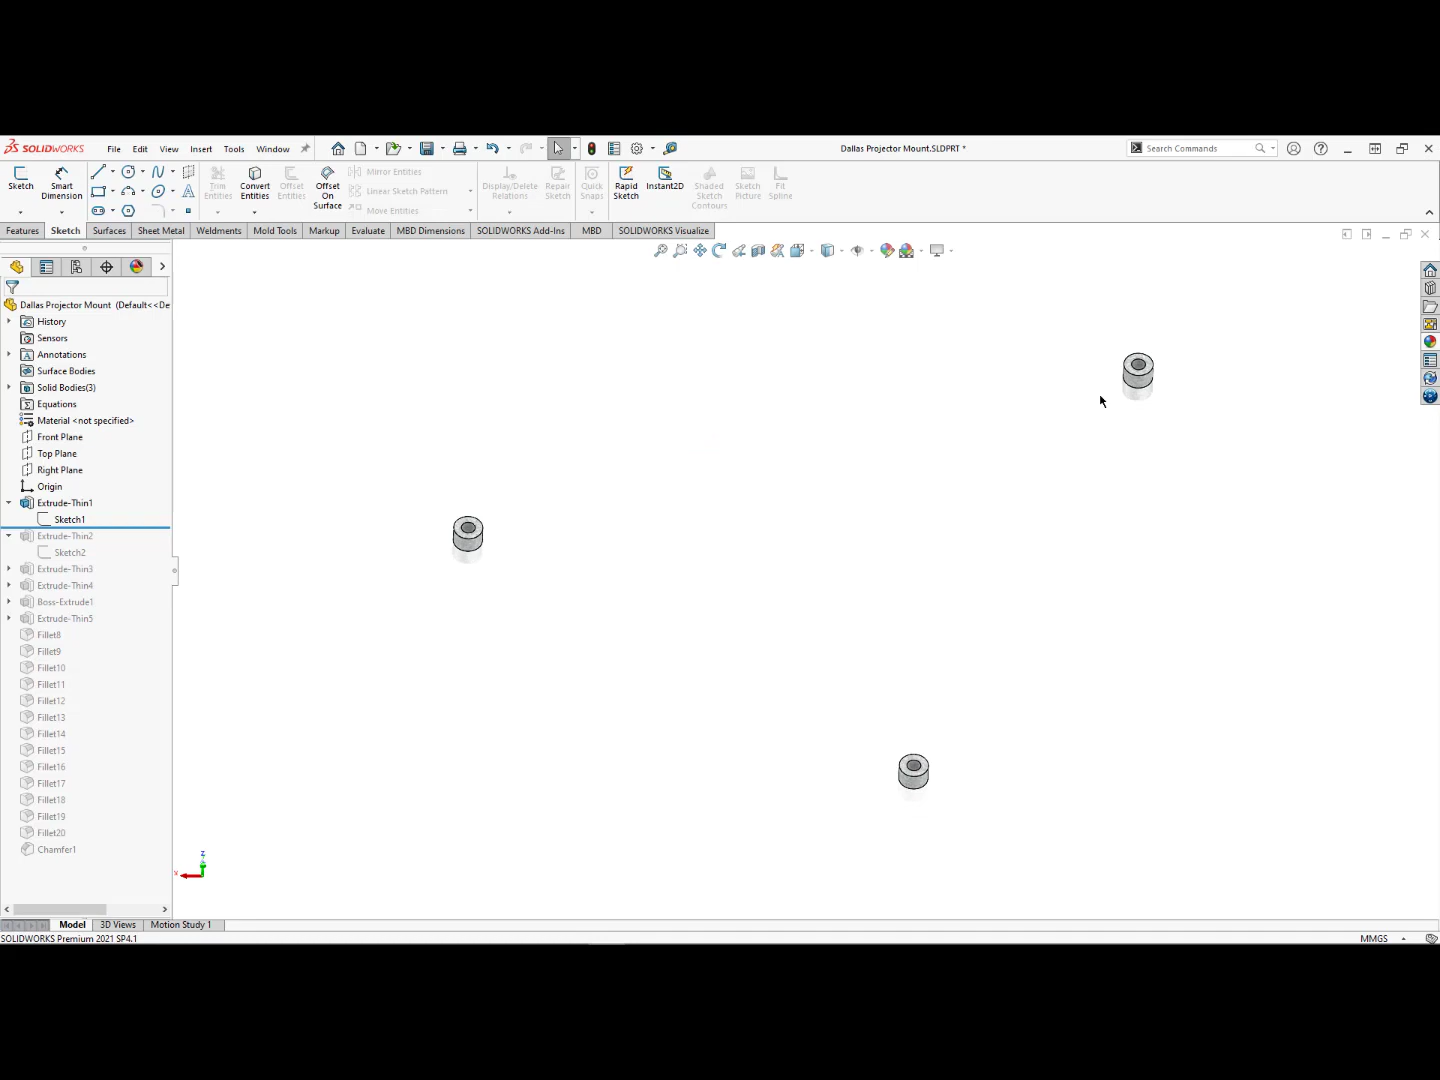 SOLIDWORKS File Edit View Insert Tools Window Dallas Projector Mount.SLDPRT * Search Commands
Sketch Smart Dimension Trim Entities Convert Entities Offset Entities Offset On Surface Mirror Entities Linear Sketch Pattern Move Entities Display/Delete Relations Repair Sketch Quick Snaps Rapid Sketch Instant2D Shaded Sketch Contours Sketch Picture Fit Spline
Features Sketch Surfaces Sheet Metal Weldments Mold Tools Markup Evaluate MBD Dimensions SOLIDWORKS Add-Ins MBD SOLIDWORKS Visualize
Dallas Projector Mount (Default<<De
History
Sensors
Annotations
Surface Bodies
Solid Bodies(3)
Equations
Material <not specified>
Front Plane
Top Plane
Right Plane
Origin
Extrude-Thin1
Sketch1
Extrude-Thin2
Sketch2
Extrude-Thin3
Extrude-Thin4
Boss-Extrude1
Extrude-Thin5
Fillet8
Fillet9
Fillet10
Fillet11
Fillet12
Fillet13
Fillet14
Fillet15
Fillet16
Fillet17
Fillet18
Fillet19
Fillet20
Chamfer1
Model 3D Views Motion Study 1
SOLIDWORKS Premium 2021 SP4.1 MMGS